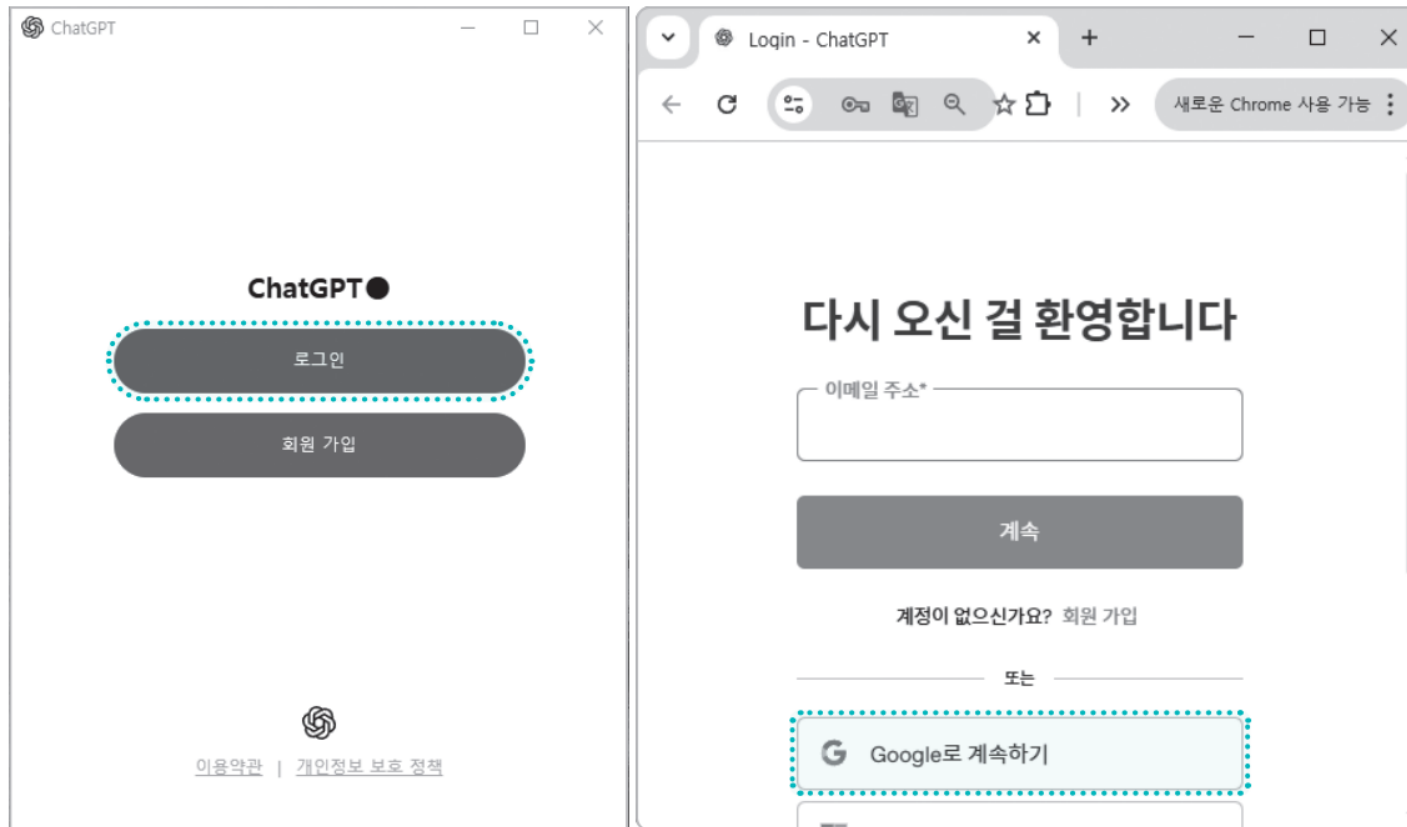 ChatGPT
ChatGPT
로그인
회원 가입
이용약관 | 개인정보 보호 정책
Login - ChatGPT
새로운 Chrome 사용 가능
다시 오신 걸 환영합니다
이메일 주소*
계속
계정이 없으신가요? 회원 가입
또는
Google로 계속하기